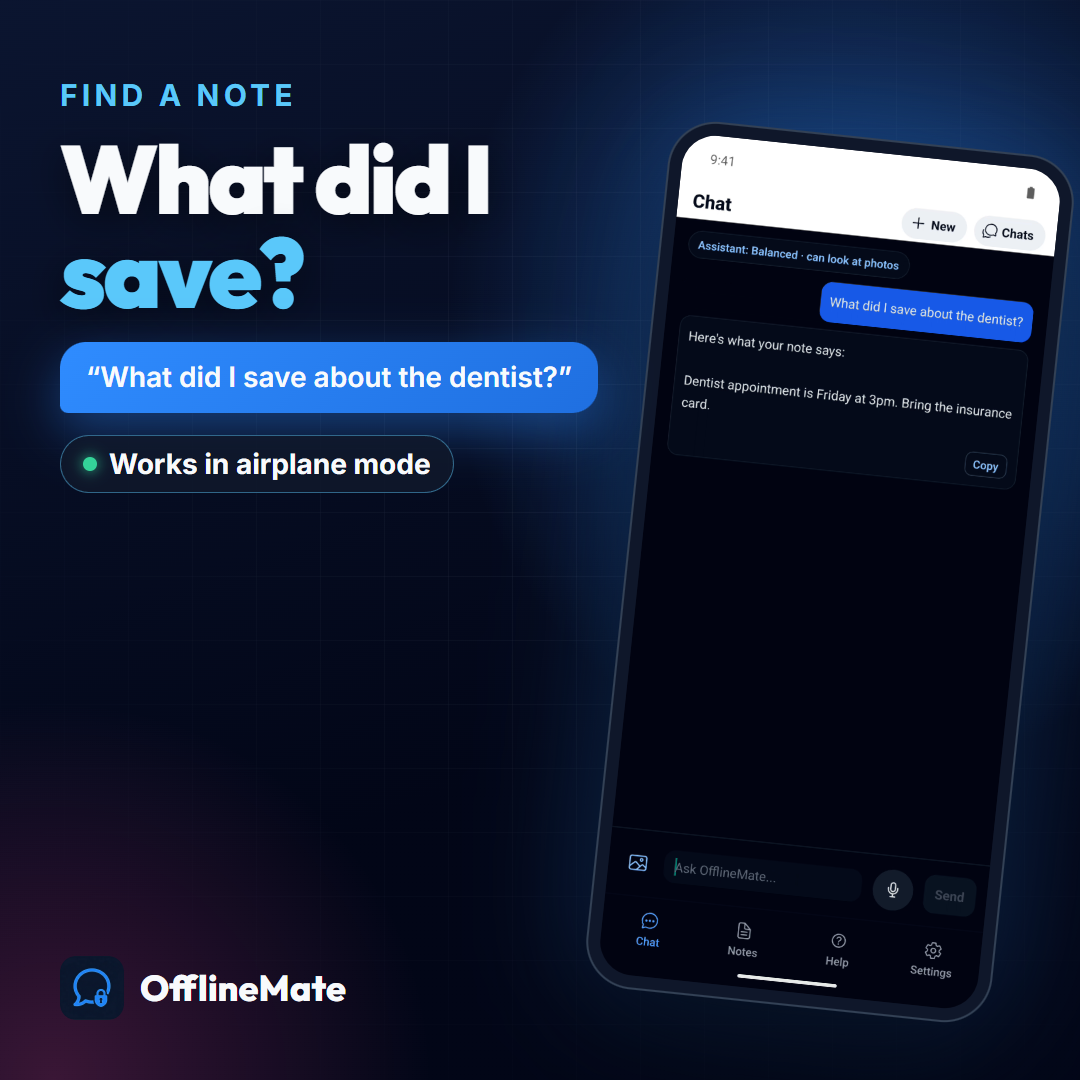 FIND A NOTE
What did I
save?
“What did I save about the dentist?”
Works in airplane mode
OfflineMate
9:41
Chat
New
Chats
Assistant: Balanced · can look at photos
What did I save about the dentist?
Here's what your note says:
Dentist appointment is Friday at 3pm. Bring the insurance
card.
Copy
Ask OfflineMate...
Send
Chat
Notes
Help
Settings